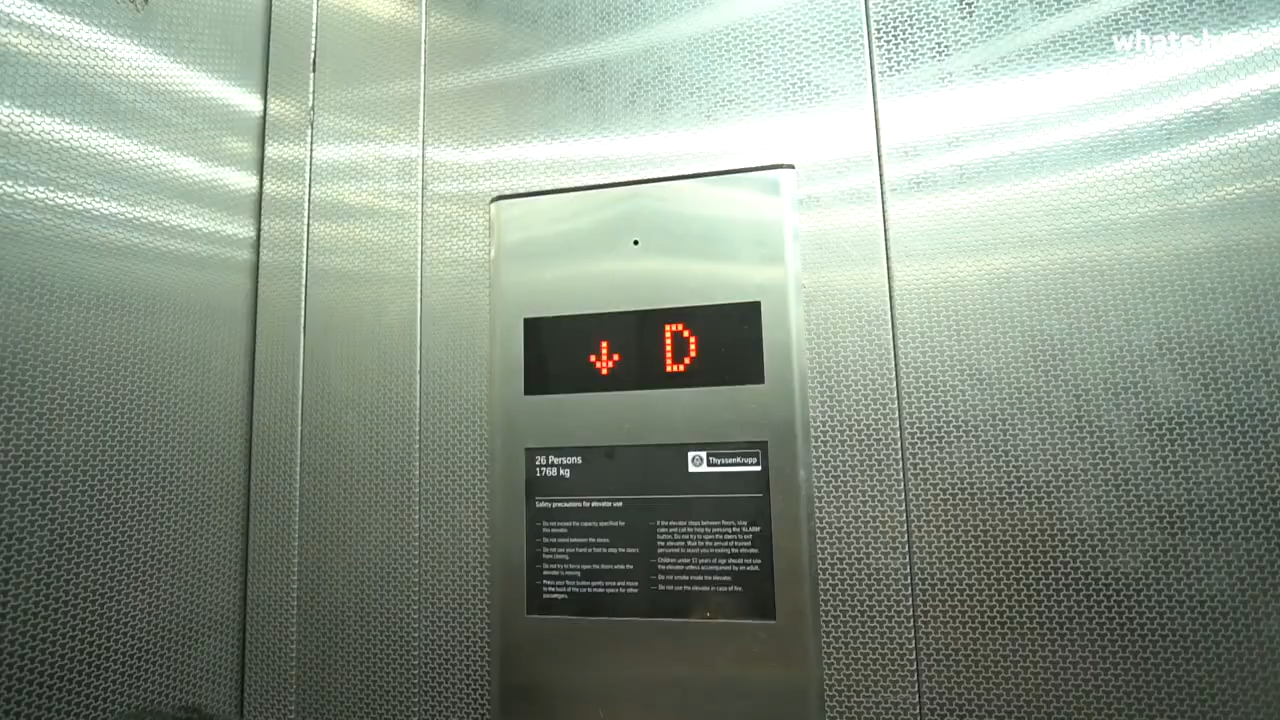 whats
D
26 Persons
1768 kg
ThyssenKrupp
Safety precautions for elevator use
— Do not exceed the capacity specified for
this elevator.
— Do not stand between the doors.
— Do not use your hand or foot to stop the doors
from closing.
— Do not try to force open the doors while the
elevator is moving
— Press your floor button gently once and move
to the back of the car to make space for other
passengers.
— If the elevator stops between floors, stay
calm and call for help by pressing the 'ALARM'
button. Do not try to open the doors to exit
the elevator. Wait for the arrival of trained
personnel to assist you in exiting the elevator.
— Children under 13 years of age should not use
the elevator unless accompanied by an adult.
— Do not smoke inside the elevator.
— Do not use the elevator in case of fire.